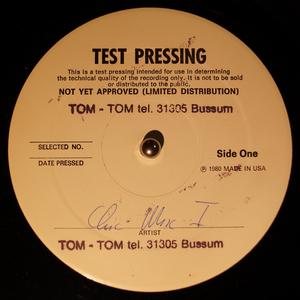 TEST PRESSING
This is a test pressing intended for use in determining
the technical quality of the recording only. It is not to be sold
or distributed to the public.
NOT YET APPROVED (LIMITED DISTRIBUTION)
TOM - TOM tel. 31305 Bussum
SELECTED NO.
Side One
DATE PRESSED
℗ 1980 MADE IN USA
Chic Mix I
ARTIST
TOM - TOM tel. 31305 Bussum